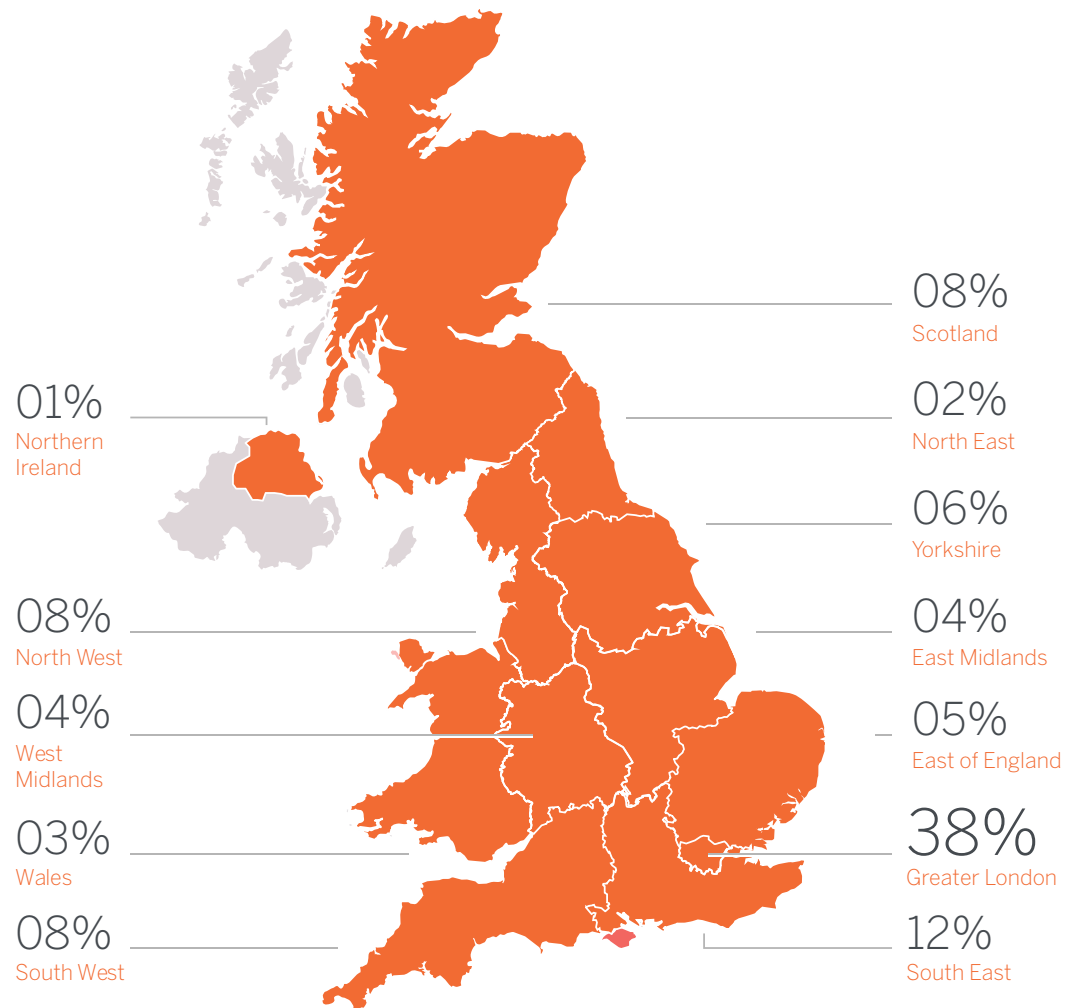 01%
Northern
Ireland
08%
North West
04%
West
Midlands
03%
Wales
08%
South West
08%
Scotland
02%
North East
06%
Yorkshire
04%
East Midlands
05%
East of England
38%
Greater London
12%
South East